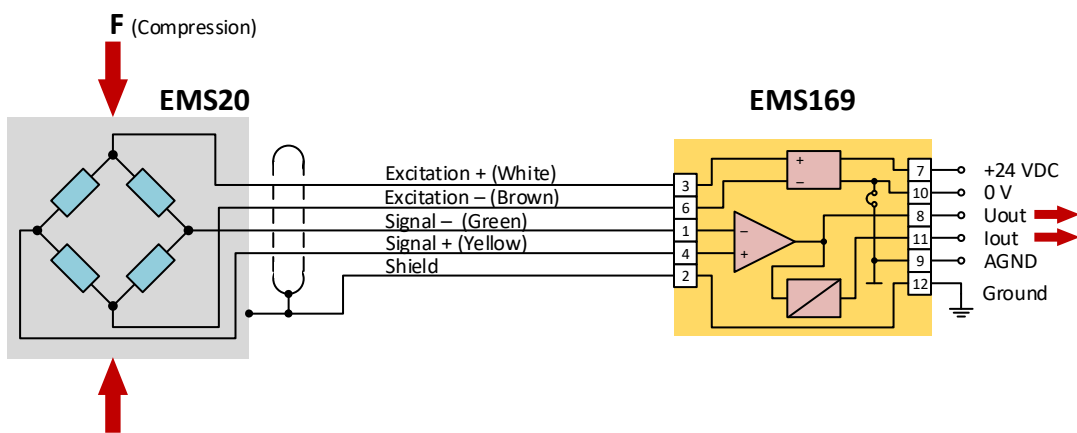 F (Compression)
EMS20
EMS169
Excitation + (White)
Excitation – (Brown)
Signal – (Green)
Signal + (Yellow)
Shield
3
6
1
4
2
+
–
–
+
7
10
8
11
9
12
+24 VDC
0 V
Uout
Iout
AGND
Ground